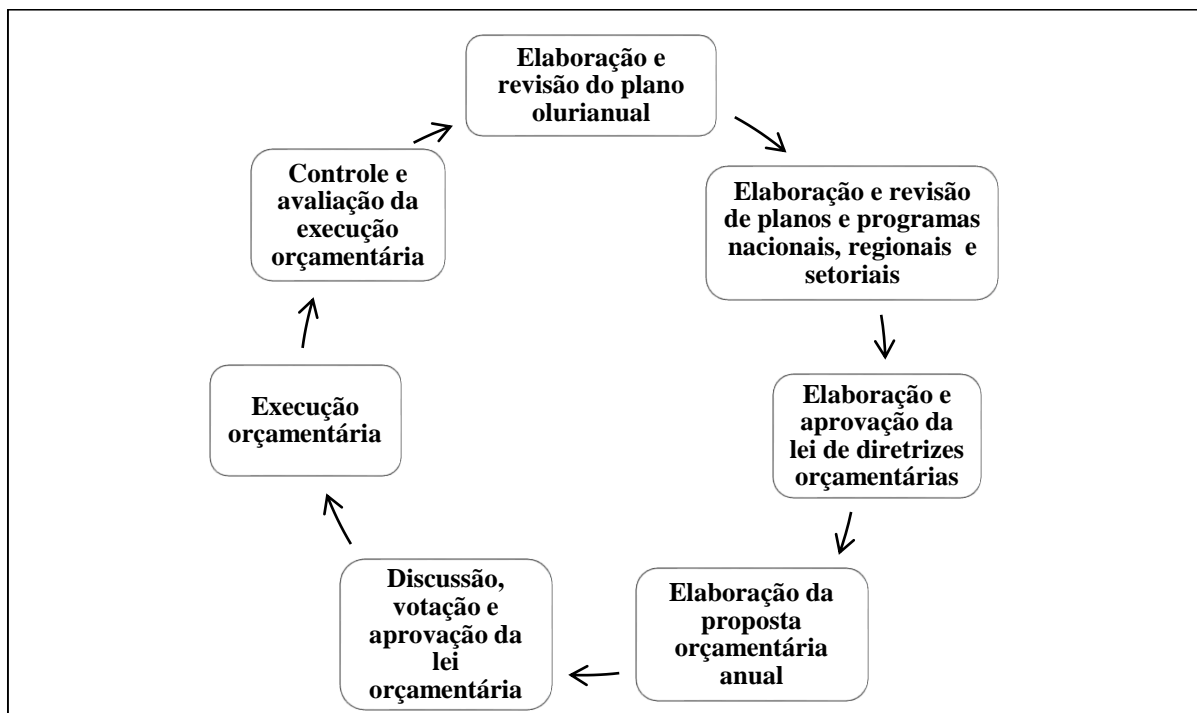 Elaboração e
revisão do plano
olurianual
Elaboração e revisão
de planos e programas
nacionais, regionais e
setoriais
Elaboração e
aprovação da
lei de diretrizes
orçamentárias
Elaboração da
proposta
orçamentária
anual
Discussão,
votação e
aprovação da
lei
orçamentária
Execução
orçamentária
Controle e
avaliação da
execução
orçamentária